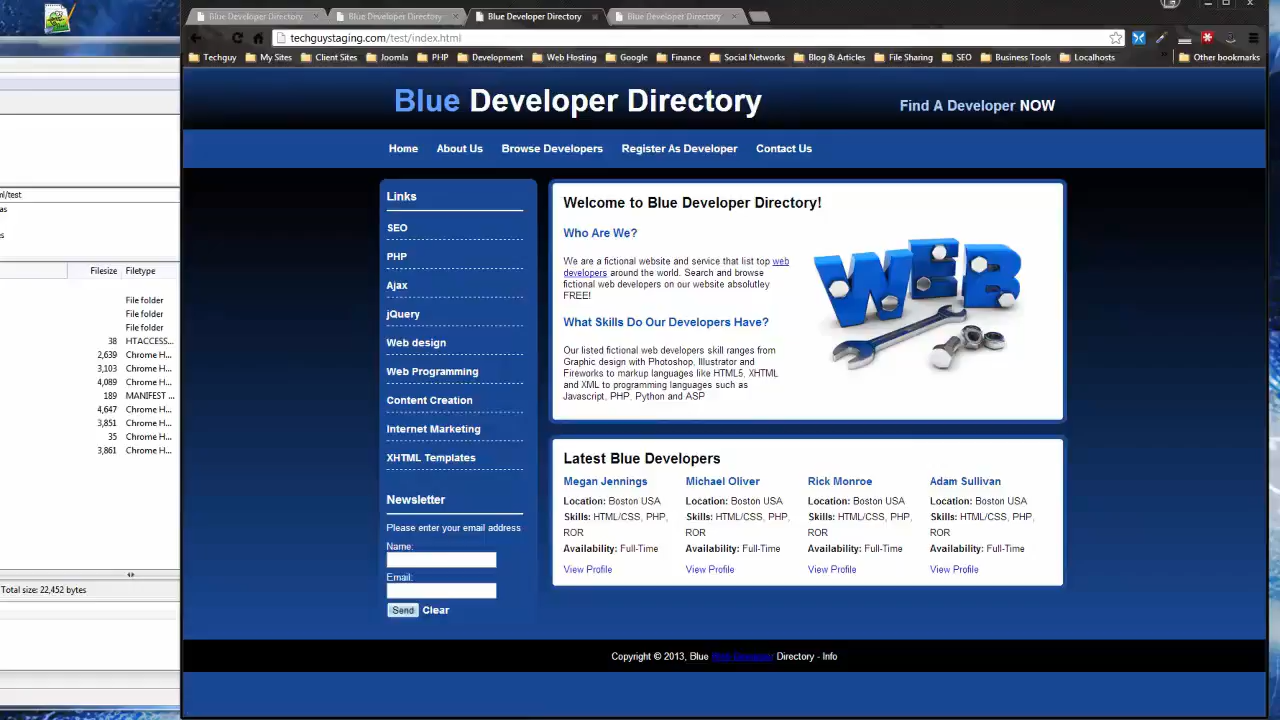 Blue Developer Directory
Blue Developer Directory
Blue Developer Directory
Blue Developer Directory
techguystaging.com/test/index.html
Techguy My Sites Client Sites Joomla PHP Development Web Hosting Google Finance Social Networks Blog & Articles File Sharing SEO Business Tools Localhosts Other bookmarks
Blue Developer Directory
Find A Developer NOW
Home About Us Browse Developers Register As Developer Contact Us
Links
SEO
PHP
Ajax
jQuery
Web design
Web Programming
Content Creation
Internet Marketing
XHTML Templates
Newsletter
Please enter your email address
Name:
Email:
Send Clear
Welcome to Blue Developer Directory!
Who Are We?
We are a fictional website and service that list top web
developers around the world. Search and browse
fictional web developers on our website absolutley
FREE!
What Skills Do Our Developers Have?
Our listed fictional web developers skill ranges from
Graphic design with Photoshop, Illustrator and
Fireworks to markup languages like HTML5, XHTML
and XML to programming languages such as
Javascript, PHP, Python and ASP
WEB
Latest Blue Developers
Megan Jennings
Location: Boston USA
Skills: HTML/CSS, PHP,
ROR
Availability: Full-Time
View Profile
Michael Oliver
Location: Boston USA
Skills: HTML/CSS, PHP,
ROR
Availability: Full-Time
View Profile
Rick Monroe
Location: Boston USA
Skills: HTML/CSS, PHP,
ROR
Availability: Full-Time
View Profile
Adam Sullivan
Location: Boston USA
Skills: HTML/CSS, PHP,
ROR
Availability: Full-Time
View Profile
Copyright © 2013, Blue Directory - Info
ml/test
as
s
Filesize Filetype
File folder
File folder
File folder
38 HTACCESS...
2,639 Chrome H...
3,103 Chrome H...
4,089 Chrome H...
189 MANIFEST ...
4,647 Chrome H...
3,851 Chrome H...
35 Chrome H...
3,861 Chrome H...
Total size: 22,452 bytes